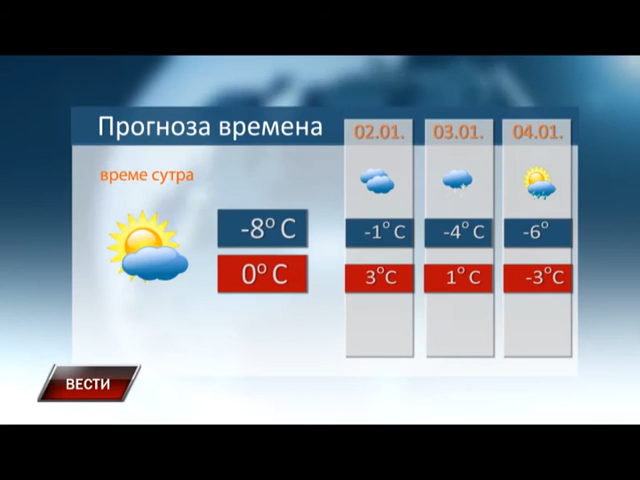 Прогноза времена
време сутра
-8° C
0° C
02.01.
-1° C
3°C
03.01.
-4° C
1°C
04.01.
-6°
-3°C
ВЕСТИ